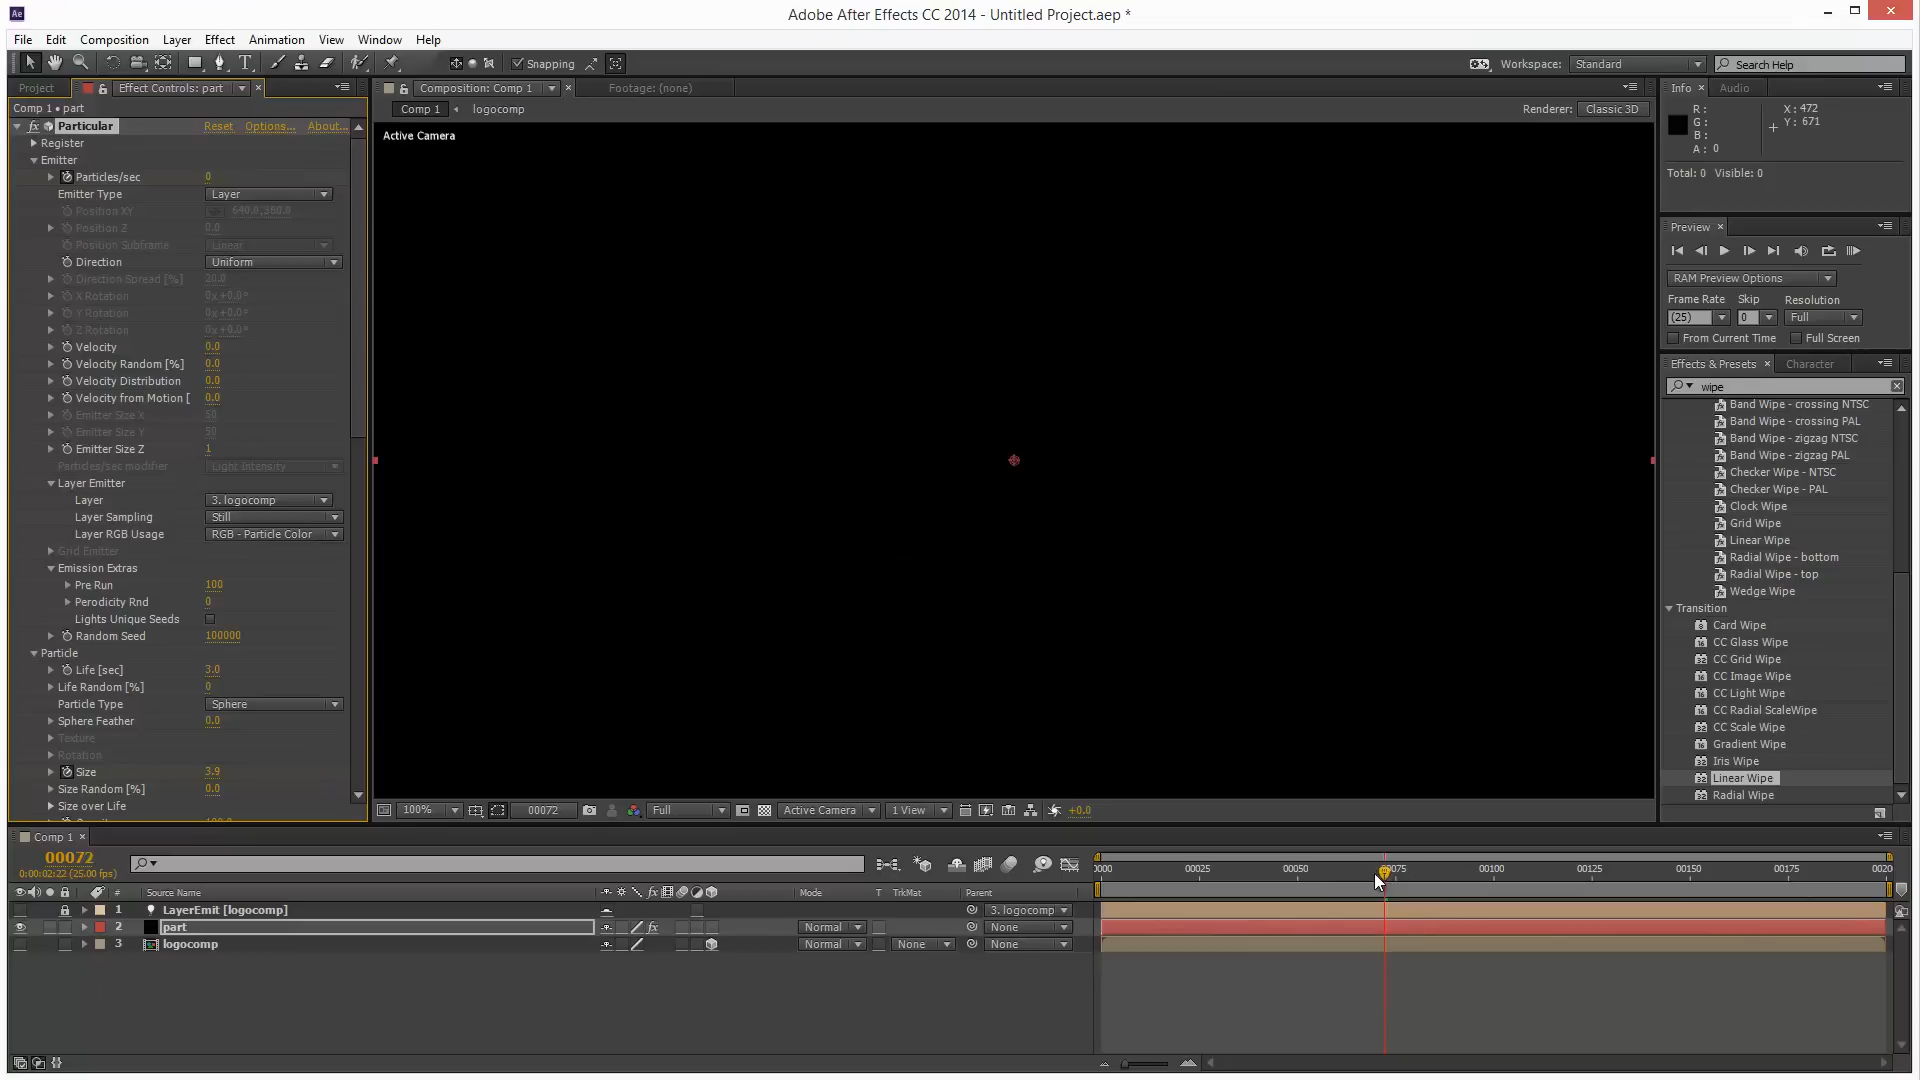 Ae Adobe After Effects CC 2014 - Untitled Project.aep *
File Edit Composition Layer Effect Animation View Window Help
Snapping Workspace: Standard Search Help
Project Effect Controls: part
Comp 1 • part
fx Particular Reset Options... About...
Register
Emitter
Particles/sec 0
Emitter Type Layer
Position XY 640.0,360.0
Position Z 0.0
Position Subframe Linear
Direction Uniform
Direction Spread [%] 20.0
X Rotation 0x+0.0°
Y Rotation 0x+0.0°
Z Rotation 0x+0.0°
Velocity 0.0
Velocity Random [%] 0.0
Velocity Distribution 0.0
Velocity from Motion [ 0.0
Emitter Size X 50
Emitter Size Y 50
Emitter Size Z 1
Particles/sec modifier Light Intensity
Layer Emitter
Layer 3. logocomp
Layer Sampling Still
Layer RGB Usage RGB - Particle Color
Grid Emitter
Emission Extras
Pre Run 100
Perodicity Rnd 0
Lights Unique Seeds
Random Seed 100000
Particle
Life [sec] 3.0
Life Random [%] 0
Particle Type Sphere
Sphere Feather 0.0
Texture
Rotation
Size 3.9
Size Random [%] 0.0
Size over Life
Composition: Comp 1 Footage: (none)
Comp 1 logocomp Renderer: Classic 3D
Active Camera
100% 00072 Full Active Camera 1 View +0.0
Info Audio
R : X : 472
G : Y : 671
B :
A : 0
Total: 0 Visible: 0
Preview
RAM Preview Options
Frame Rate Skip Resolution
(25) 0 Full
From Current Time Full Screen
Effects & Presets Character
wipe
Band Wipe - crossing NTSC
Band Wipe - crossing PAL
Band Wipe - zigzag NTSC
Band Wipe - zigzag PAL
Checker Wipe - NTSC
Checker Wipe - PAL
Clock Wipe
Grid Wipe
Linear Wipe
Radial Wipe - bottom
Radial Wipe - top
Wedge Wipe
Transition
Card Wipe
CC Glass Wipe
CC Grid Wipe
CC Image Wipe
CC Light Wipe
CC Radial ScaleWipe
CC Scale Wipe
Gradient Wipe
Iris Wipe
Linear Wipe
Radial Wipe
Comp 1
00072
0:00:02:22 (25.00 fps)
0000 00025 00050 00075 00100 00125 00150 00175 0020
# Source Name fx Mode T TrkMat Parent
1 LayerEmit [logocomp] 3. logocomp
2 part fx Normal None
3 logocomp Normal None None